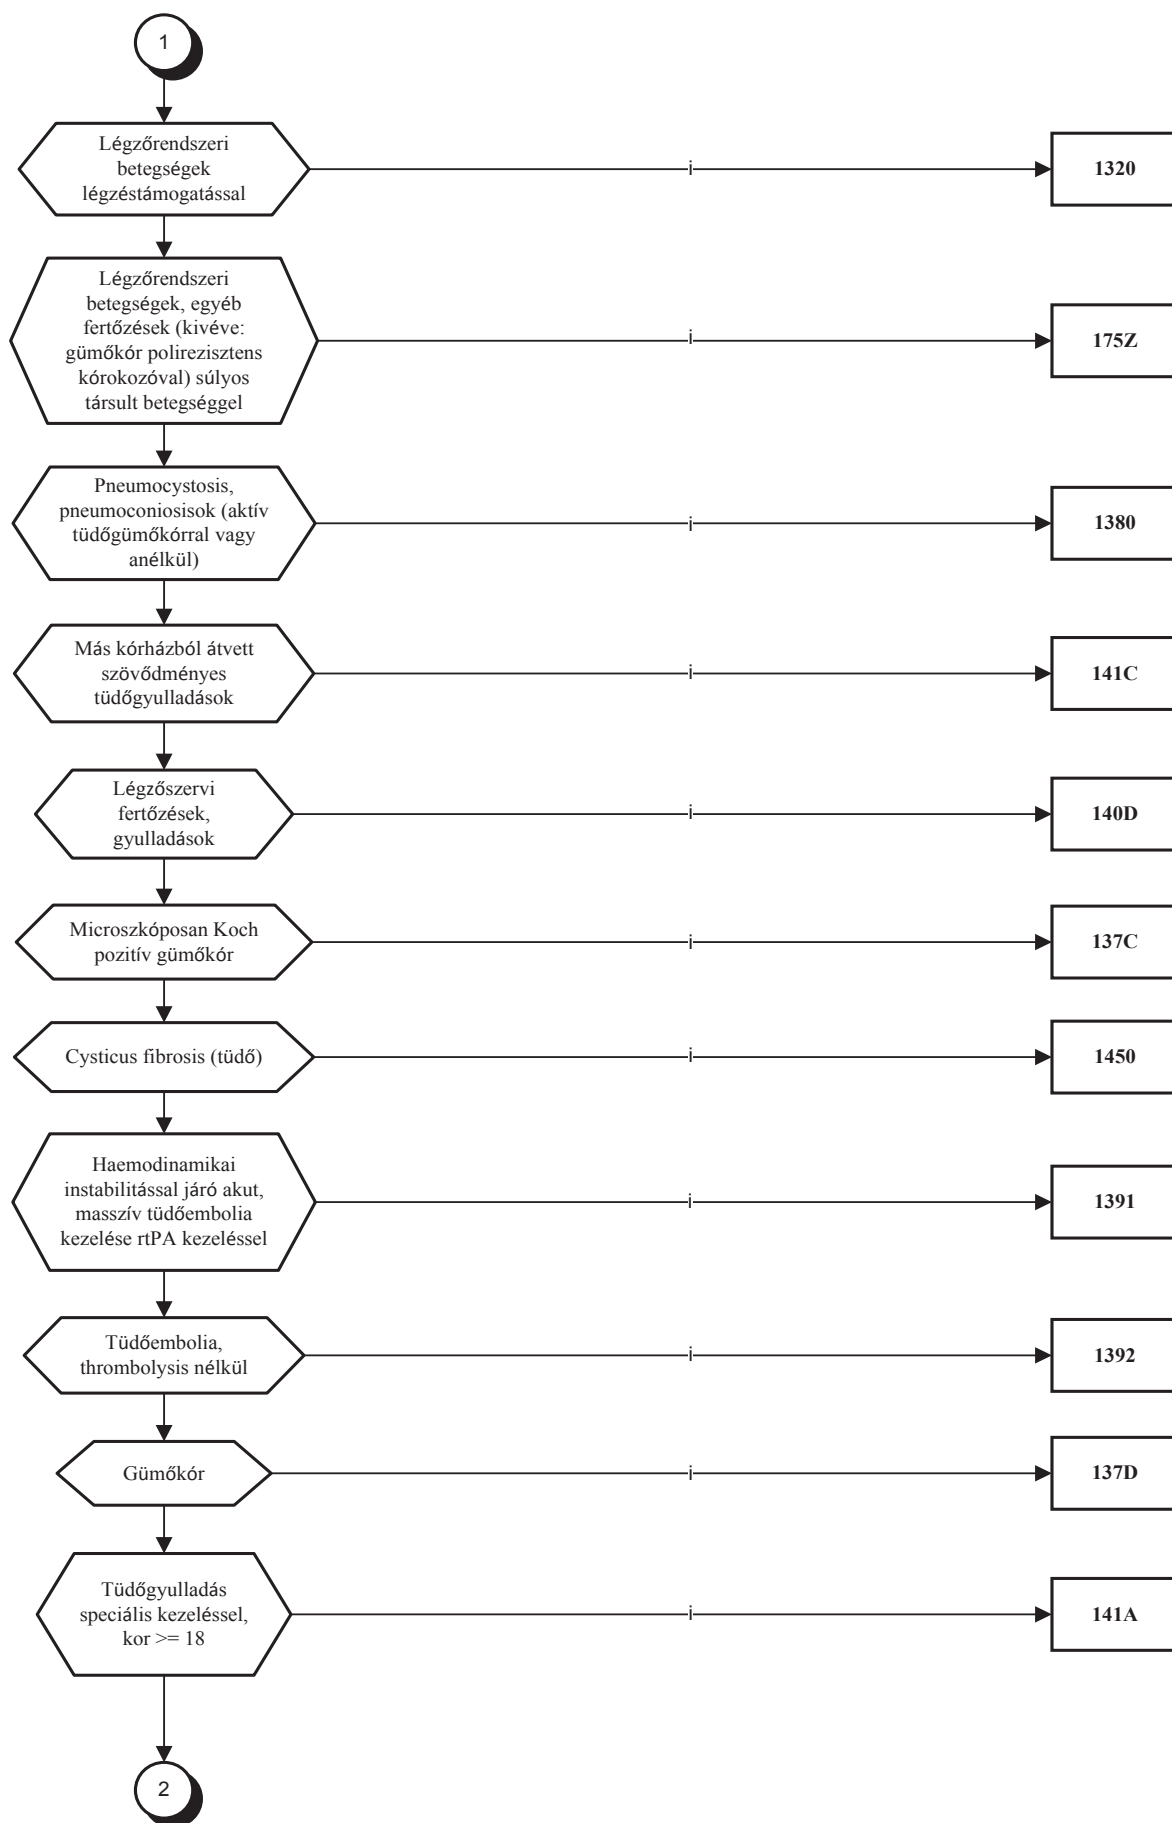 1
Légzőrendszeri
betegségek
légzéstámogatással
i
1320
Légzőrendszeri
betegségek, egyéb
fertőzések (kivéve:
gümőkór polirezisztens
kórokozóval) súlyos
társult betegséggel
i
175Z
Pneumocystosis,
pneumoconiosisok (aktív
tüdőgümőkórral vagy
anélkül)
i
1380
Más kórházból átvett
szövődményes
tüdőgyulladások
i
141C
Légzőszervi
fertőzések,
gyulladások
i
140D
Microszkóposan Koch
pozitív gümőkór
i
137C
Cysticus fibrosis (tüdő)
i
1450
Haemodinamikai
instabilitással járó akut,
masszív tüdőembolia
kezelése rtPA kezeléssel
i
1391
Tüdőembolia,
thrombolysis nélkül
i
1392
Gümőkór
i
137D
Tüdőgyulladás
speciális kezeléssel,
kor >= 18
i
141A
2